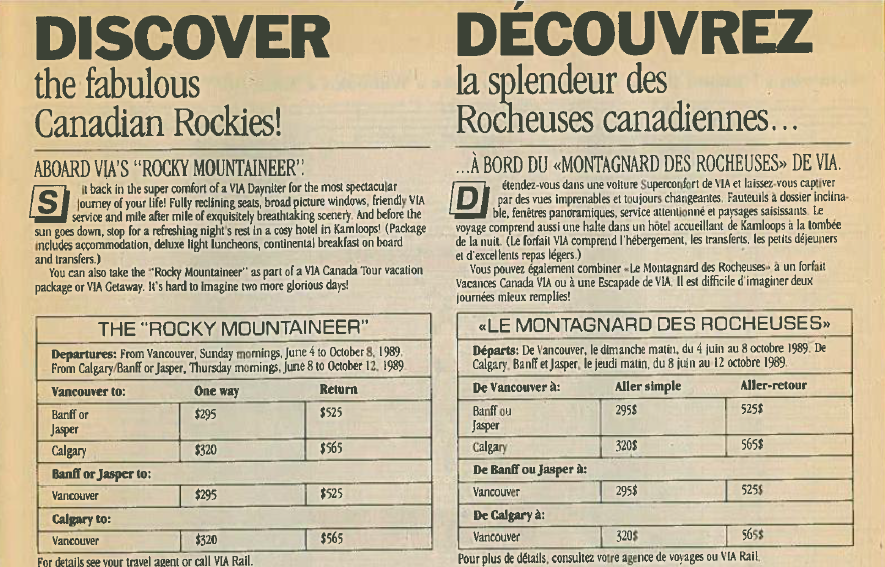 DISCOVER
the fabulous
Canadian Rockies!
ABOARD VIA'S "ROCKY MOUNTAINEER".
Sit back in the super comfort of a VIA Dayniter for the most spectacular
journey of your life! Fully reclining seats, broad picture windows, friendly VIA
service and mile after mile of exquisitely breathtaking scenery. And before the
sun goes down, stop for a refreshing night's rest in a cosy hotel in Kamloops! (Package
includes accommodation, deluxe light luncheons, continental breakfast on board
and transfers.)
You can also take the "Rocky Mountaineer" as part of a VIA Canada Tour vacation
package or VIA Getaway. It's hard to imagine two more glorious days!
THE "ROCKY MOUNTAINEER"
Departures: From Vancouver, Sunday mornings, June 4 to October 8, 1989.
From Calgary/Banff or Jasper, Thursday mornings, June 8 to October 12, 1989.
Vancouver to: One way Return
Banff or $295 $525
Jasper
Calgary $320 $565
Banff or Jasper to:
Vancouver $295 $525
Calgary to:
Vancouver $320 $565
For details see your travel agent or call VIA Rail.
DÉCOUVREZ
la splendeur des
Rocheuses canadiennes...
...À BORD DU «MONTAGNARD DES ROCHEUSES» DE VIA.
Détendez-vous dans une voiture Superconfort de VIA et laissez-vous captiver
par des vues imprenables et toujours changeantes. Fauteuils à dossier inclina-
ble, fenêtres panoramiques, service attentionné et paysages saisissants. Le
voyage comprend aussi une halte dans un hôtel accueillant de Kamloops à la tombée
de la nuit. (Le forfait VIA comprend l'hébergement, les transferts, les petits déjeuners
et d'excellents repas légers.)
Vous pouvez également combiner «Le Montagnard des Rocheuses» à un forfait
Vacances Canada VIA ou à une Escapade de VIA. Il est difficile d'imaginer deux
journées mieux remplies!
«LE MONTAGNARD DES ROCHEUSES»
Départs: De Vancouver, le dimanche matin, du 4 juin au 8 octobre 1989. De
Calgary, Banff et Jasper, le jeudi matin, du 8 juin au 12 octobre 1989.
De Vancouver à: Aller simple Aller-retour
Banff ou 295$ 525$
Jasper
Calgary 320$ 565$
De Banff ou Jasper à:
Vancouver 295$ 525$
De Calgary à:
Vancouver 320$ 565$
Pour plus de détails, consultez votre agence de voyages ou VIA Rail.